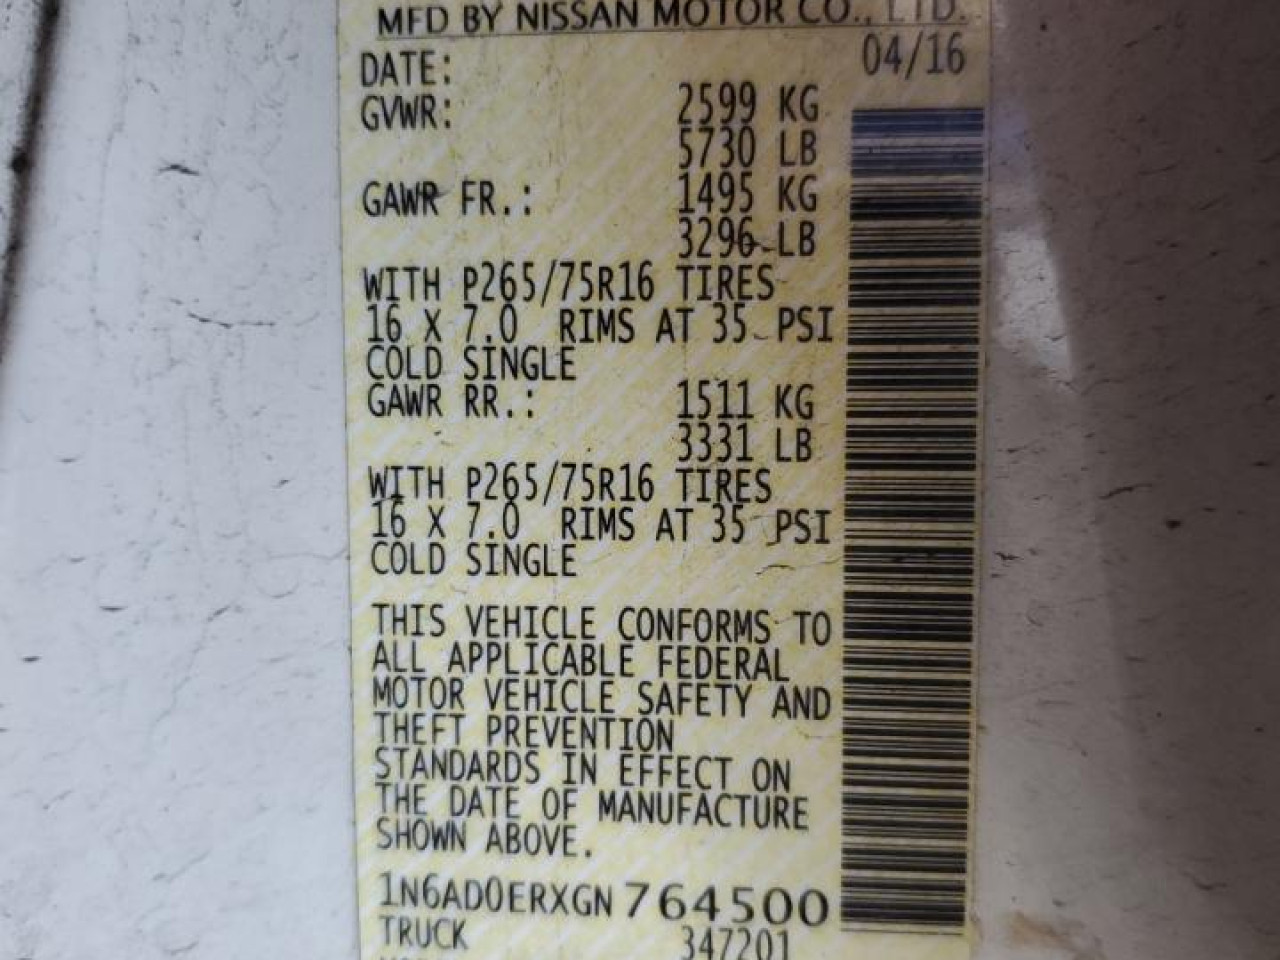 MFD BY NISSAN MOTOR CO., LTD.
DATE: 04/16
GVWR: 2599 KG
5730 LB
GAWR FR.: 1495 KG
3296 LB
WITH P265/75R16 TIRES
16 X 7.0 RIMS AT 35 PSI
COLD SINGLE
GAWR RR.: 1511 KG
3331 LB
WITH P265/75R16 TIRES
16 X 7.0 RIMS AT 35 PSI
COLD SINGLE
THIS VEHICLE CONFORMS TO
ALL APPLICABLE FEDERAL
MOTOR VEHICLE SAFETY AND
THEFT PREVENTION
STANDARDS IN EFFECT ON
THE DATE OF MANUFACTURE
SHOWN ABOVE.
1N6AD0ERXGN764500
TRUCK 347201